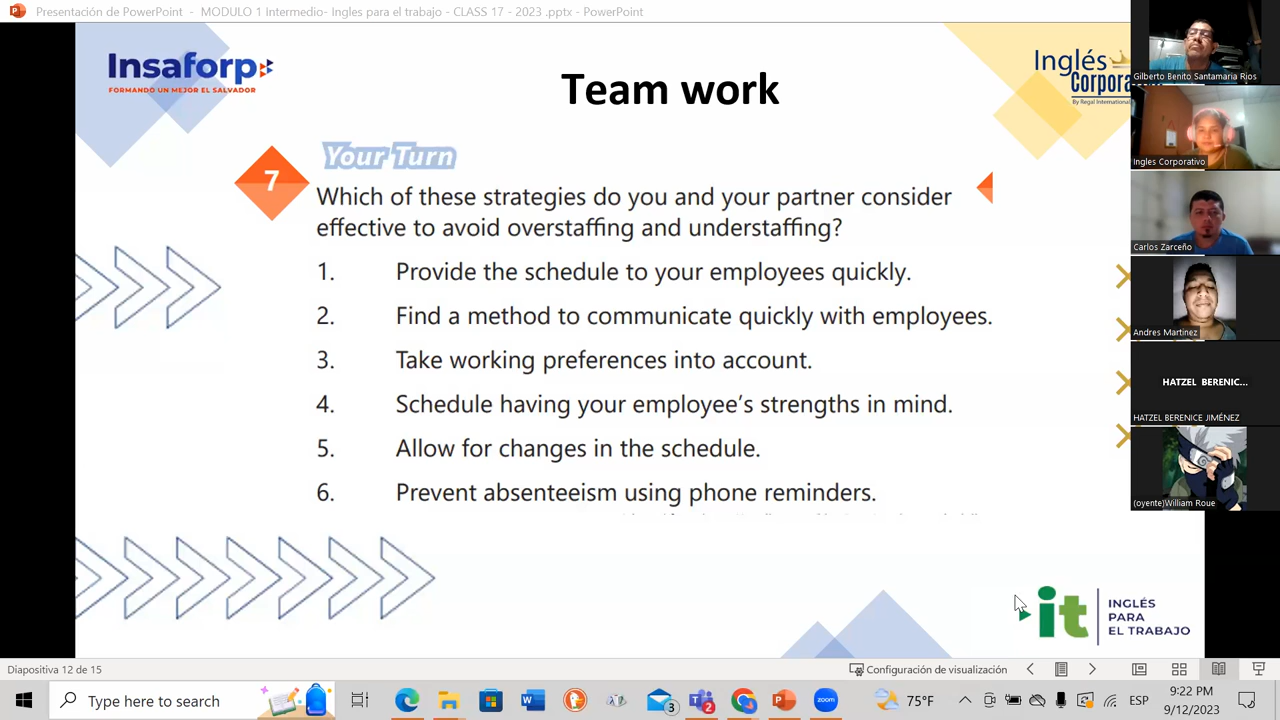 Presentación de PowerPoint - MODULO 1 Intermedio- Ingles para el trabajo - CLASS 17 - 2023 .pptx - PowerPoint
Insaforp
FORMANDO UN MEJOR EL SALVADOR
Team work
Inglés
Corpora
By Regal Internationa
Your Turn
7
Which of these strategies do you and your partner consider
effective to avoid overstaffing and understaffing?
1. Provide the schedule to your employees quickly.
2. Find a method to communicate quickly with employees.
3. Take working preferences into account.
4. Schedule having your employee's strengths in mind.
5. Allow for changes in the schedule.
6. Prevent absenteeism using phone reminders.
it
INGLÉS
PARA
EL TRABAJO
Gilberto Benito Santamaria Rios
Ingles Corporativo
Carlos Zarceño
Andres Martinez
HATZEL BERENIC...
HATZEL BERENICE JIMÉNEZ
(oyente)William Roue
Diapositiva 12 de 15
Configuración de visualización
Type here to search
W
3
2
P
zoom
75°F
ESP
9:22 PM
9/12/2023